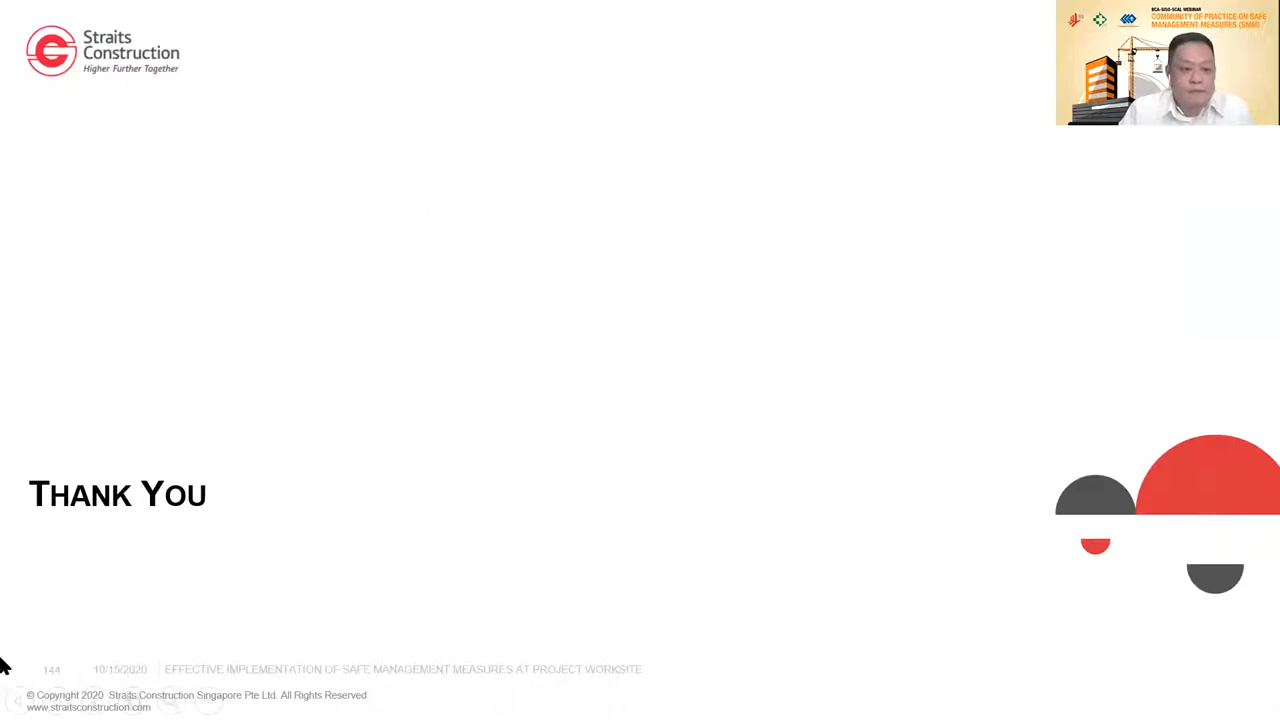 Straits
Construction
Higher Further Together
BCA-SISO-SCAL WEBINAR
COMMUNITY OF PRACTICE ON SAFE
MANAGEMENT MEASURES (SMM)
THANK YOU
144 10/15/2020 EFFECTIVE IMPLEMENTATION OF SAFE MANAGEMENT MEASURES AT PROJECT WORKSITE
© Copyright 2020 Straits Construction Singapore Pte Ltd. All Rights Reserved
www.straitsconstruction.com